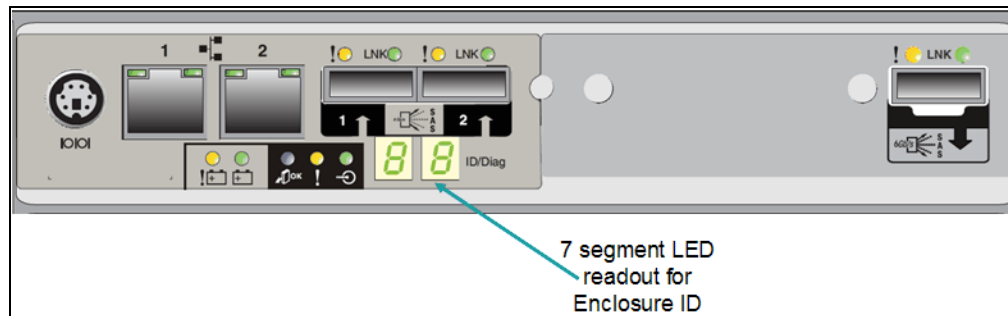 1 2
! LNK ! LNK
! LNK
1 SAS 2
6Gb/s SAS
|O|O|
! OK !
8 8 ID/Diag
7 segment LED
readout for
Enclosure ID